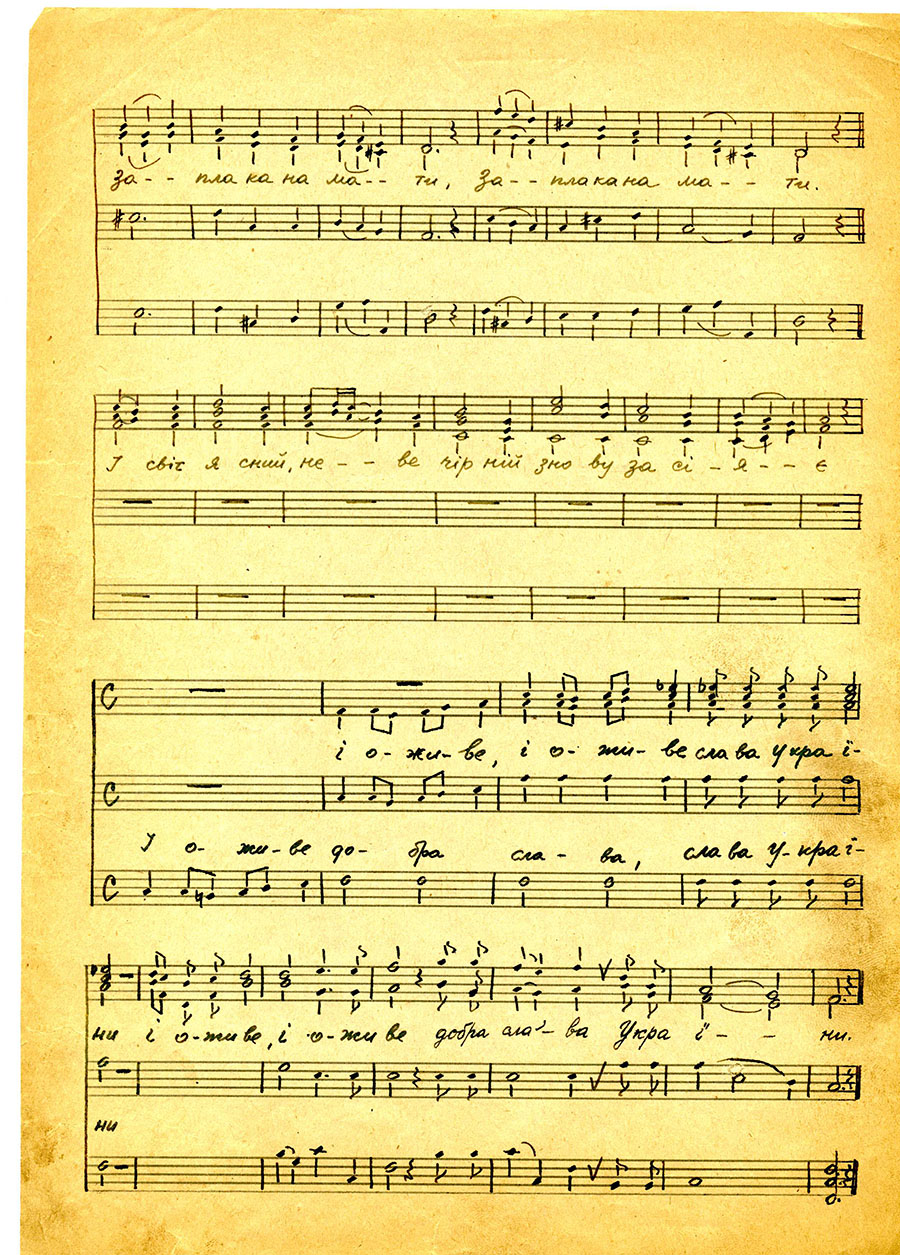 За-- пла ка на ма-- ти, За-- пла кана ма-- ти.
І світ я сний, не-- ве чір ній зно ву за сі-я--є
і о-жи-ве, і о-жи-ве сла ва Укра ї-
І о-жи-ве до-бра сла-ва, сла ва У-кра ї-
ни і о-живе, і о-жи ве добра сла-ва Укра ї-- ни.
ни